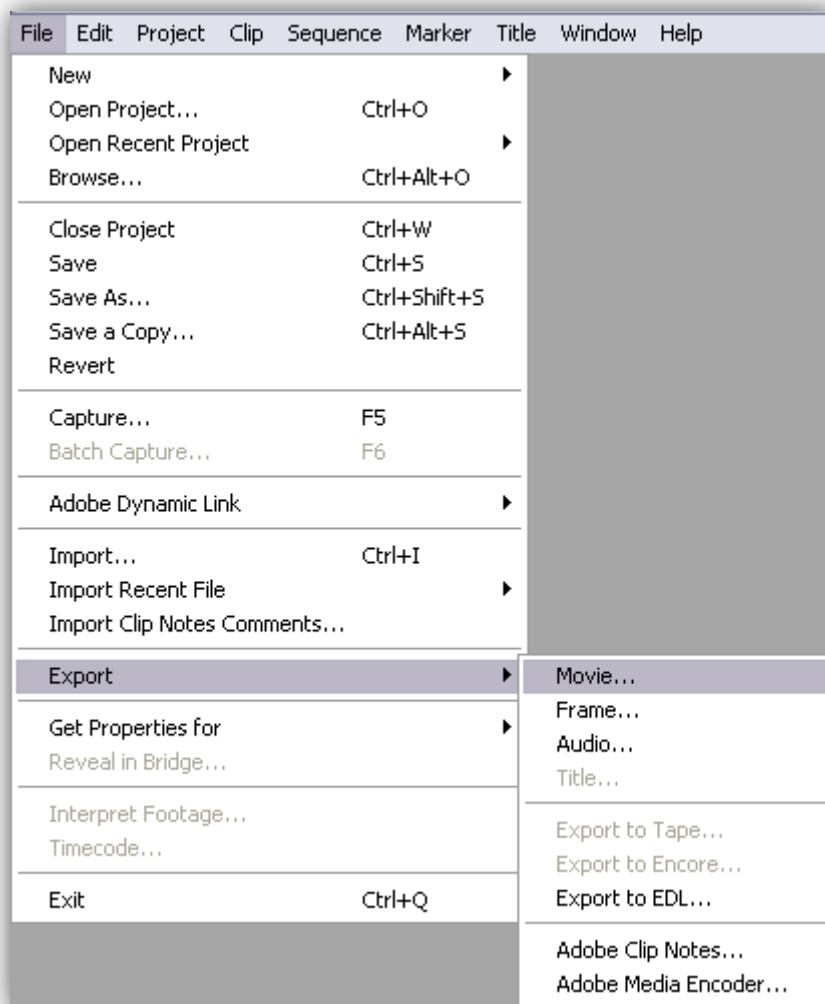 File Edit Project Clip Sequence Marker Title Window Help
New
Open Project... Ctrl+O
Open Recent Project
Browse... Ctrl+Alt+O
Close Project Ctrl+W
Save Ctrl+S
Save As... Ctrl+Shift+S
Save a Copy... Ctrl+Alt+S
Revert
Capture... F5
Batch Capture... F6
Adobe Dynamic Link
Import... Ctrl+I
Import Recent File
Import Clip Notes Comments...
Export
Get Properties for
Reveal in Bridge...
Interpret Footage...
Timecode...
Exit Ctrl+Q
Movie...
Frame...
Audio...
Title...
Export to Tape...
Export to Encore...
Export to EDL...
Adobe Clip Notes...
Adobe Media Encoder...